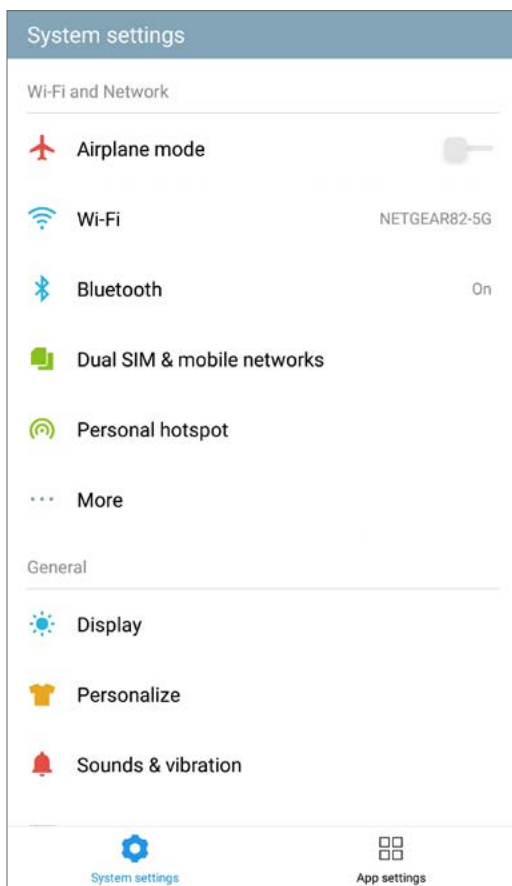 System settings
Wi-Fi and Network
Airplane mode
Wi-Fi NETGEAR82-5G
Bluetooth On
Dual SIM & mobile networks
Personal hotspot
More
General
Display
Personalize
Sounds & vibration
System settings App settings